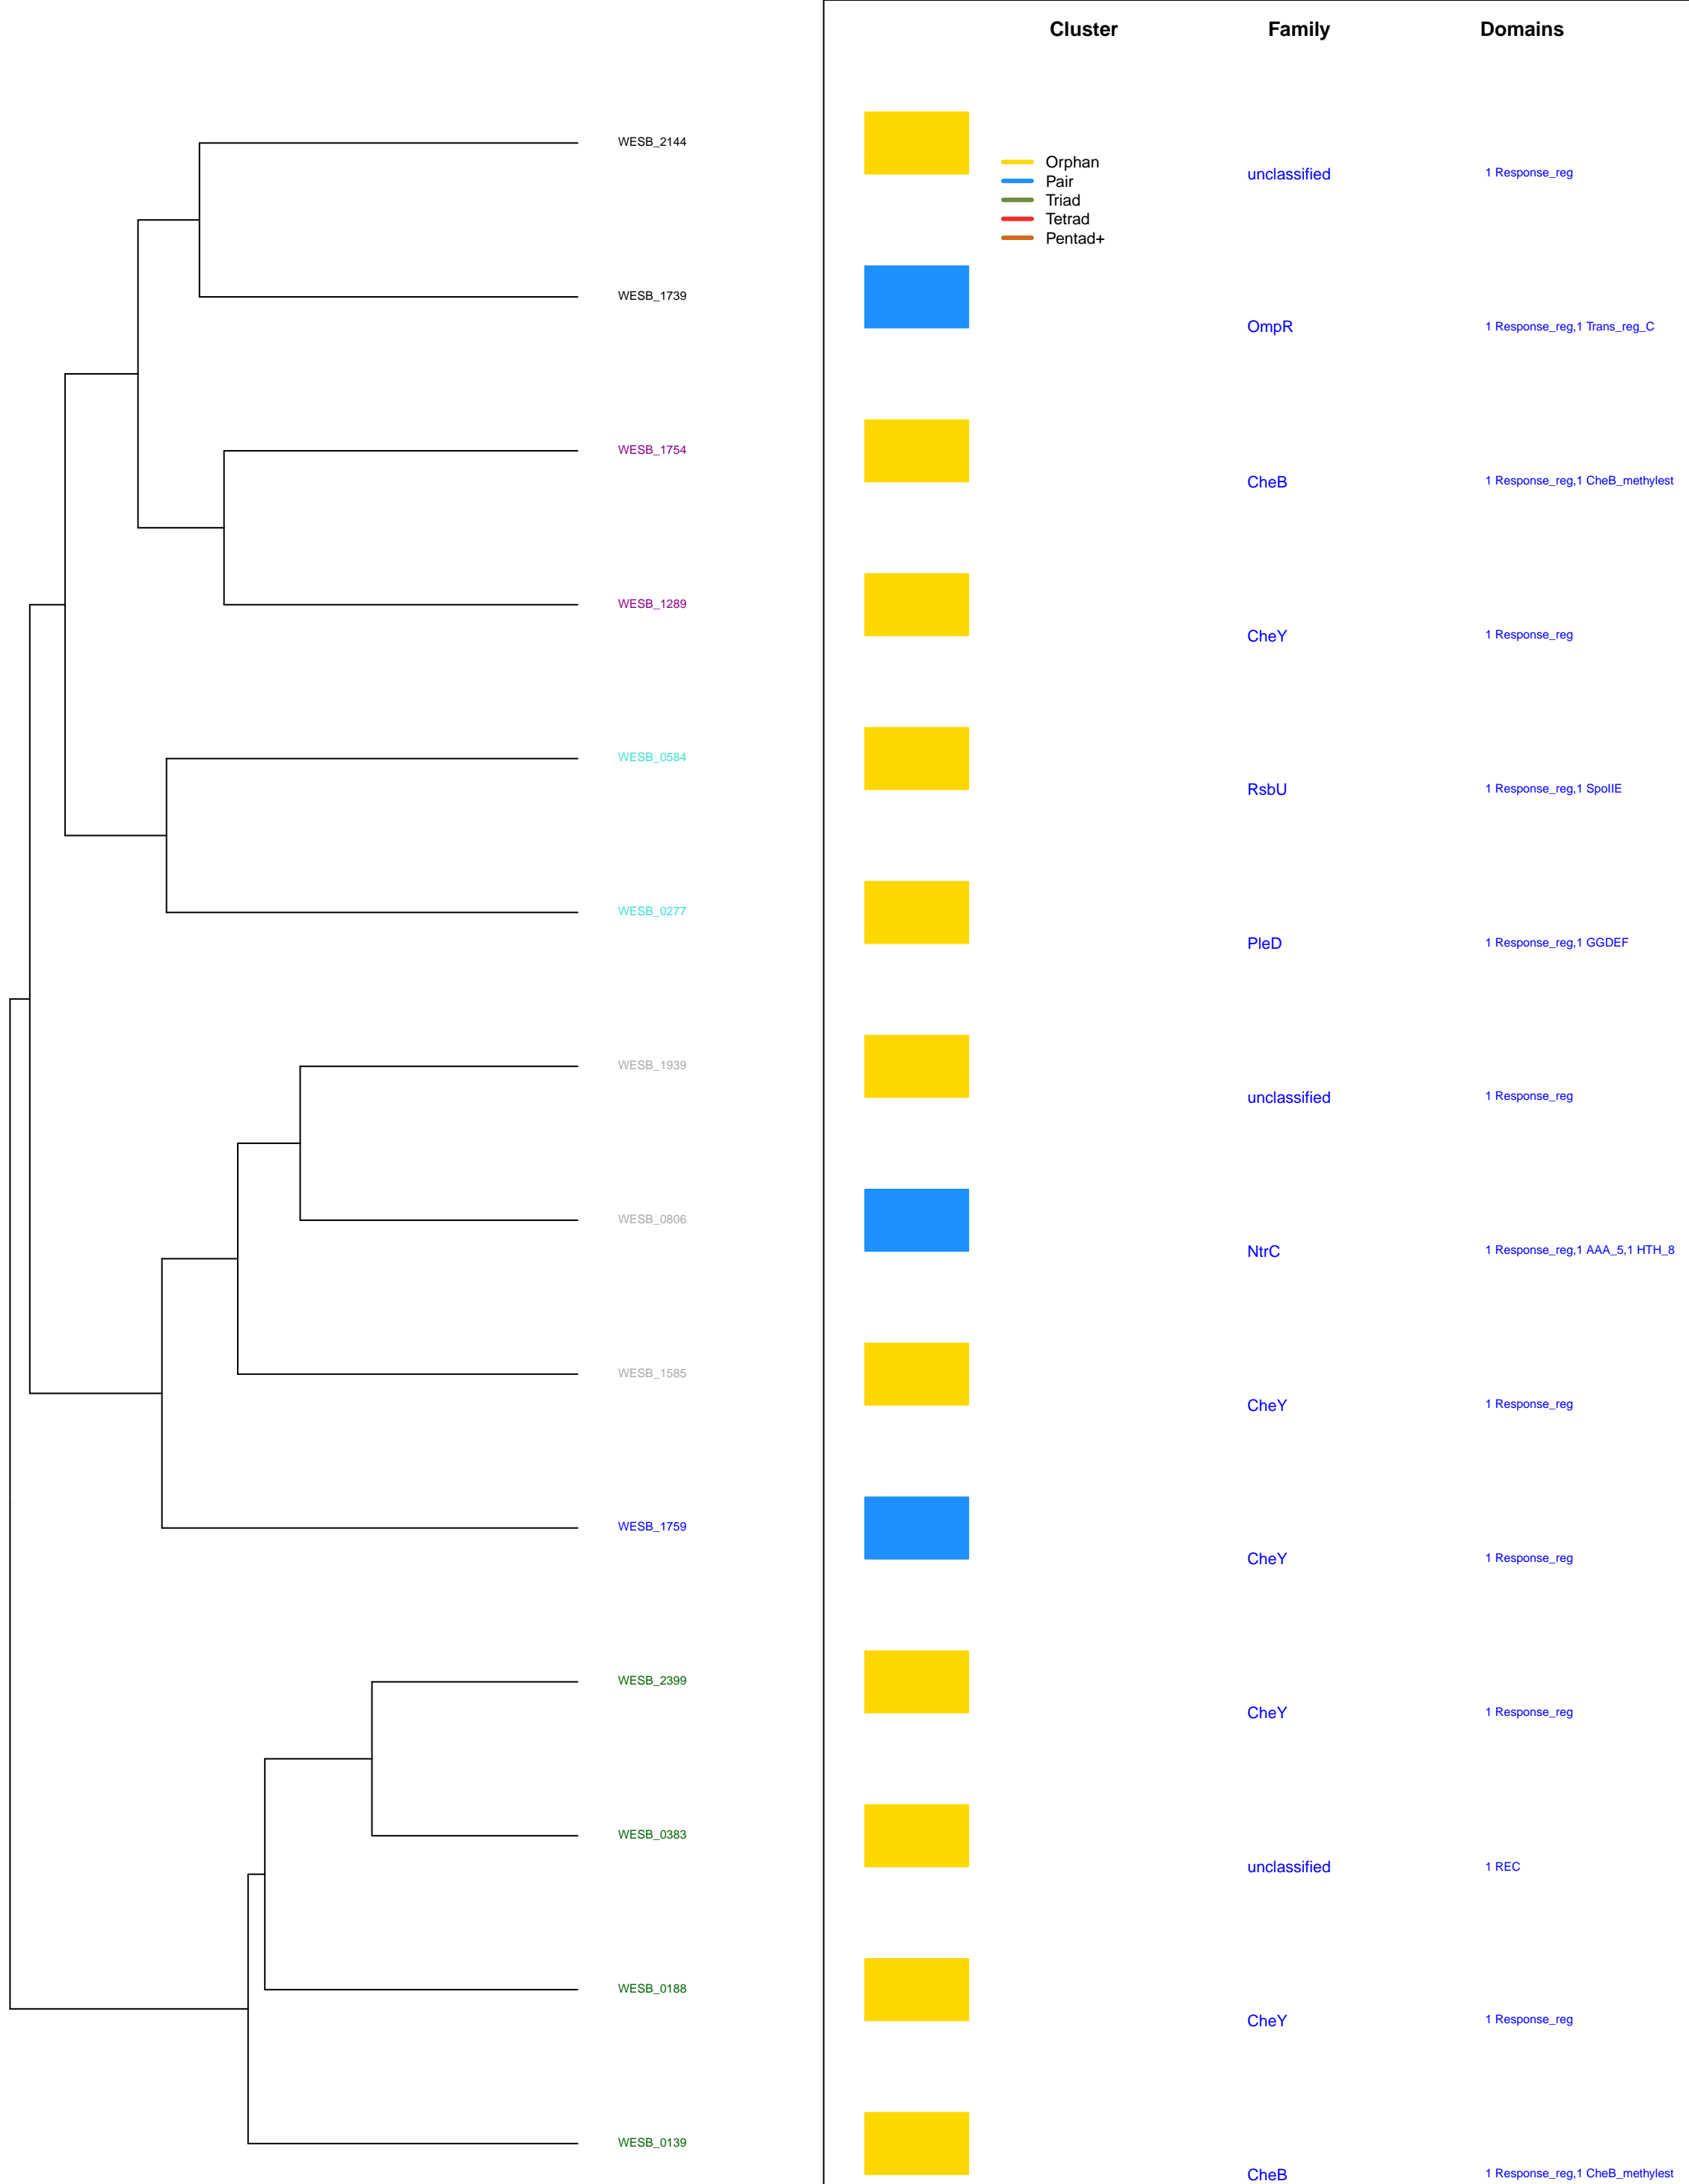 Cluster Family Domains
WESB_2144
Orphan
unclassified 1 Response_reg
Pair
Triad
Tetrad
Pentad+
WESB_1739
OmpR 1 Response_reg,1 Trans_reg_C
WESB_1754
CheB 1 Response_reg,1 CheB_methylest
WESB_1289
CheY 1 Response_reg
WESB_0584
RsbU 1 Response_reg,1 SpoIIE
WESB_0277
PleD 1 Response_reg,1 GGDEF
WESB_1939
unclassified 1 Response_reg
WESB_0806
NtrC 1 Response_reg,1 AAA_5,1 HTH_8
WESB_1585
CheY 1 Response_reg
WESB_1759
CheY 1 Response_reg
WESB_2399
CheY 1 Response_reg
WESB_0383
unclassified 1 REC
WESB_0188
CheY 1 Response_reg
WESB_0139
CheB 1 Response_reg,1 CheB_methylest